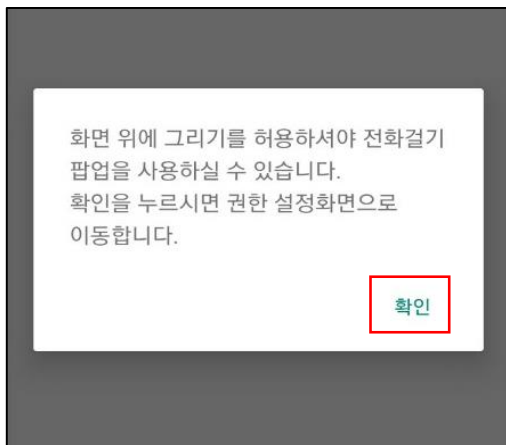 화면 위에 그리기를 허용하셔야 전화걸기
팝업을 사용하실 수 있습니다.
확인을 누르시면 권한 설정화면으로
이동합니다.
확인